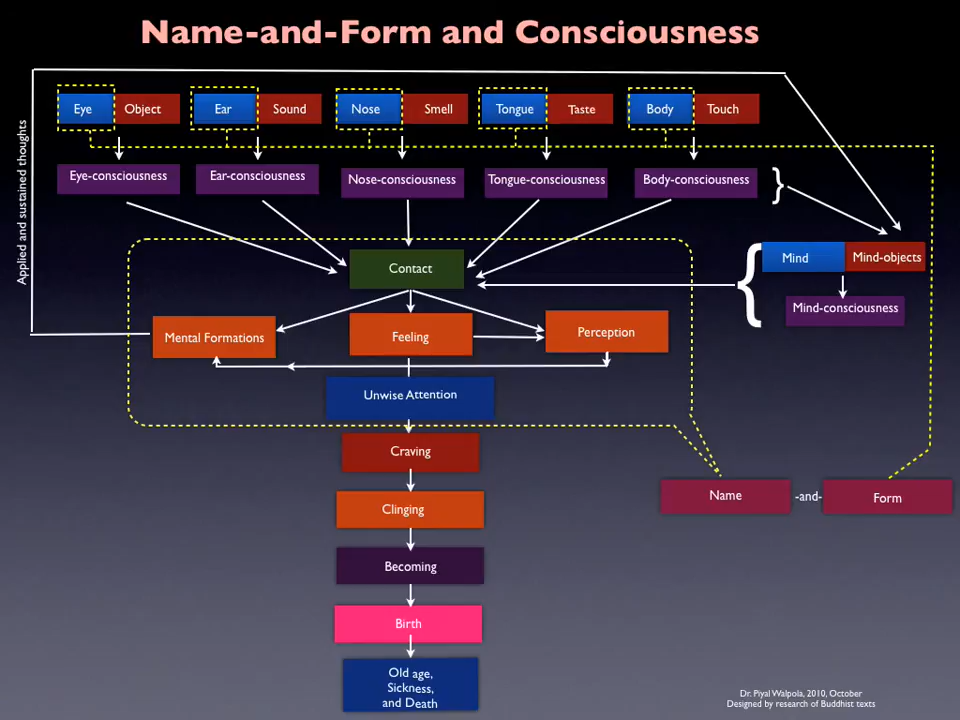 Name-and-Form and Consciousness
Eye Object Ear Sound Nose Smell Tongue Taste Body Touch
Applied and sustained thoughts
Eye-consciousness Ear-consciousness Nose-consciousness Tongue-consciousness Body-consciousness
Contact
Mind Mind-objects
Mind-consciousness
Mental Formations Feeling Perception
Unwise Attention
Craving
Clinging
Name -and- Form
Becoming
Birth
Old age,
Sickness,
and Death
Dr. Piyal Walpola, 2010, October
Designed by research of Buddhist texts